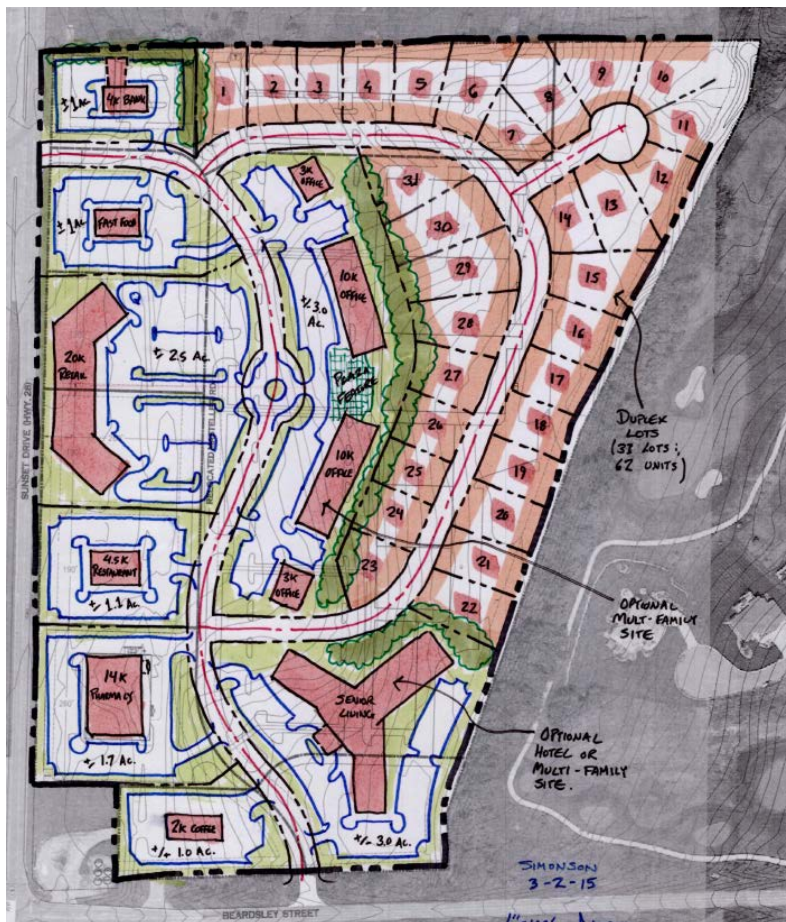 4K BANK
± 1 Ac.
FAST FOOD
± 1 Ac.
3K
OFFICE
10K
OFFICE
+/- 3.0
Ac.
20K
RETAIL
± 2.5 Ac.
PLAZA
FEATURE
10K
OFFICE
3K
OFFICE
4.5K
RESTAURANT
± 1.1 Ac.
14K
PHARMACY
± 1.7 Ac.
2K COFFEE
+/- 1.0 Ac.
SENIOR
LIVING
+/- 3.0 Ac.
1
2
3
4
5
6
7
8
9
10
11
12
13
14
15
16
17
18
19
20
21
22
23
24
25
26
27
28
29
30
31
DUPLEX
LOTS
(33 LOTS;
62 UNITS)
OPTIONAL
MULTI-FAMILY
SITE
OPTIONAL
HOTEL OR
MULTI-FAMILY
SITE.
SUNSET DRIVE (HWY. 28)
190'
260'
BEARDSLEY STREET
SIMONSON
3-2-15